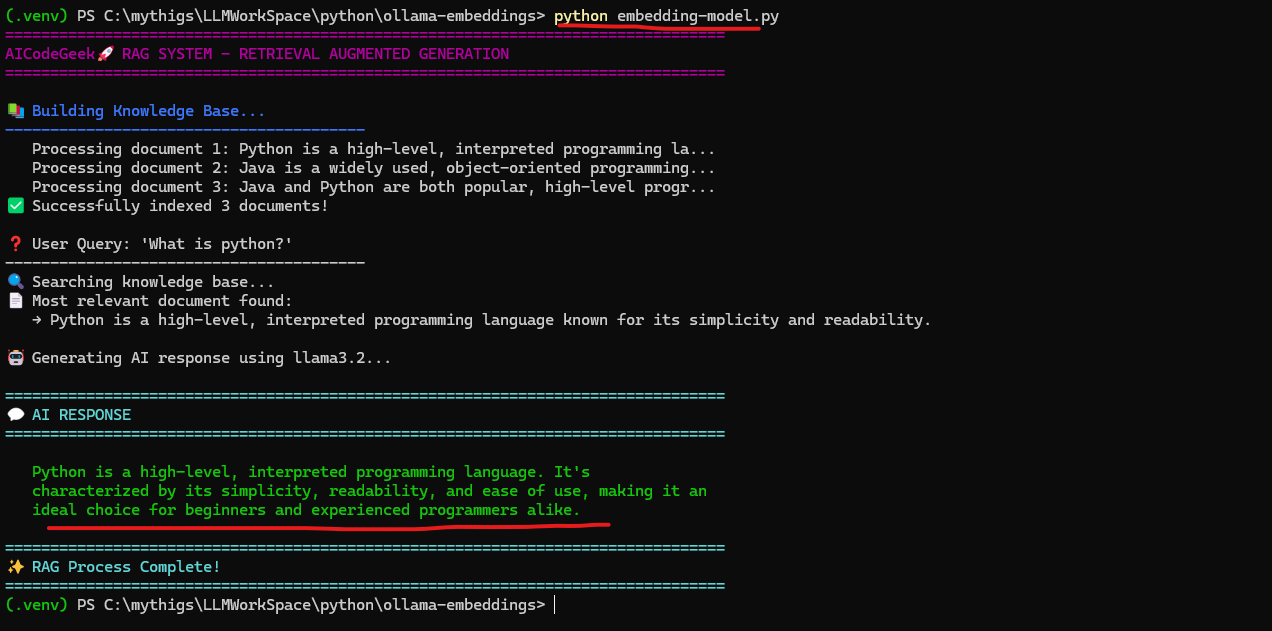 (.venv) PS C:\mythigs\LLMWorkSpace\python\ollama-embeddings> python embedding-model.py
================================================================================
AICodeGeek🚀 RAG SYSTEM - RETRIEVAL AUGMENTED GENERATION
================================================================================
📚 Building Knowledge Base...
----------------------------------------
Processing document 1: Python is a high-level, interpreted programming la...
Processing document 2: Java is a widely used, object-oriented programming...
Processing document 3: Java and Python are both popular, high-level progr...
✅ Successfully indexed 3 documents!
❓ User Query: 'What is python?'
----------------------------------------
🔍 Searching knowledge base...
📄 Most relevant document found:
→ Python is a high-level, interpreted programming language known for its simplicity and readability.
🤖 Generating AI response using llama3.2...
================================================================================
💬 AI RESPONSE
================================================================================
Python is a high-level, interpreted programming language. It's
characterized by its simplicity, readability, and ease of use, making it an
ideal choice for beginners and experienced programmers alike.
================================================================================
✨ RAG Process Complete!
================================================================================
(.venv) PS C:\mythigs\LLMWorkSpace\python\ollama-embeddings>